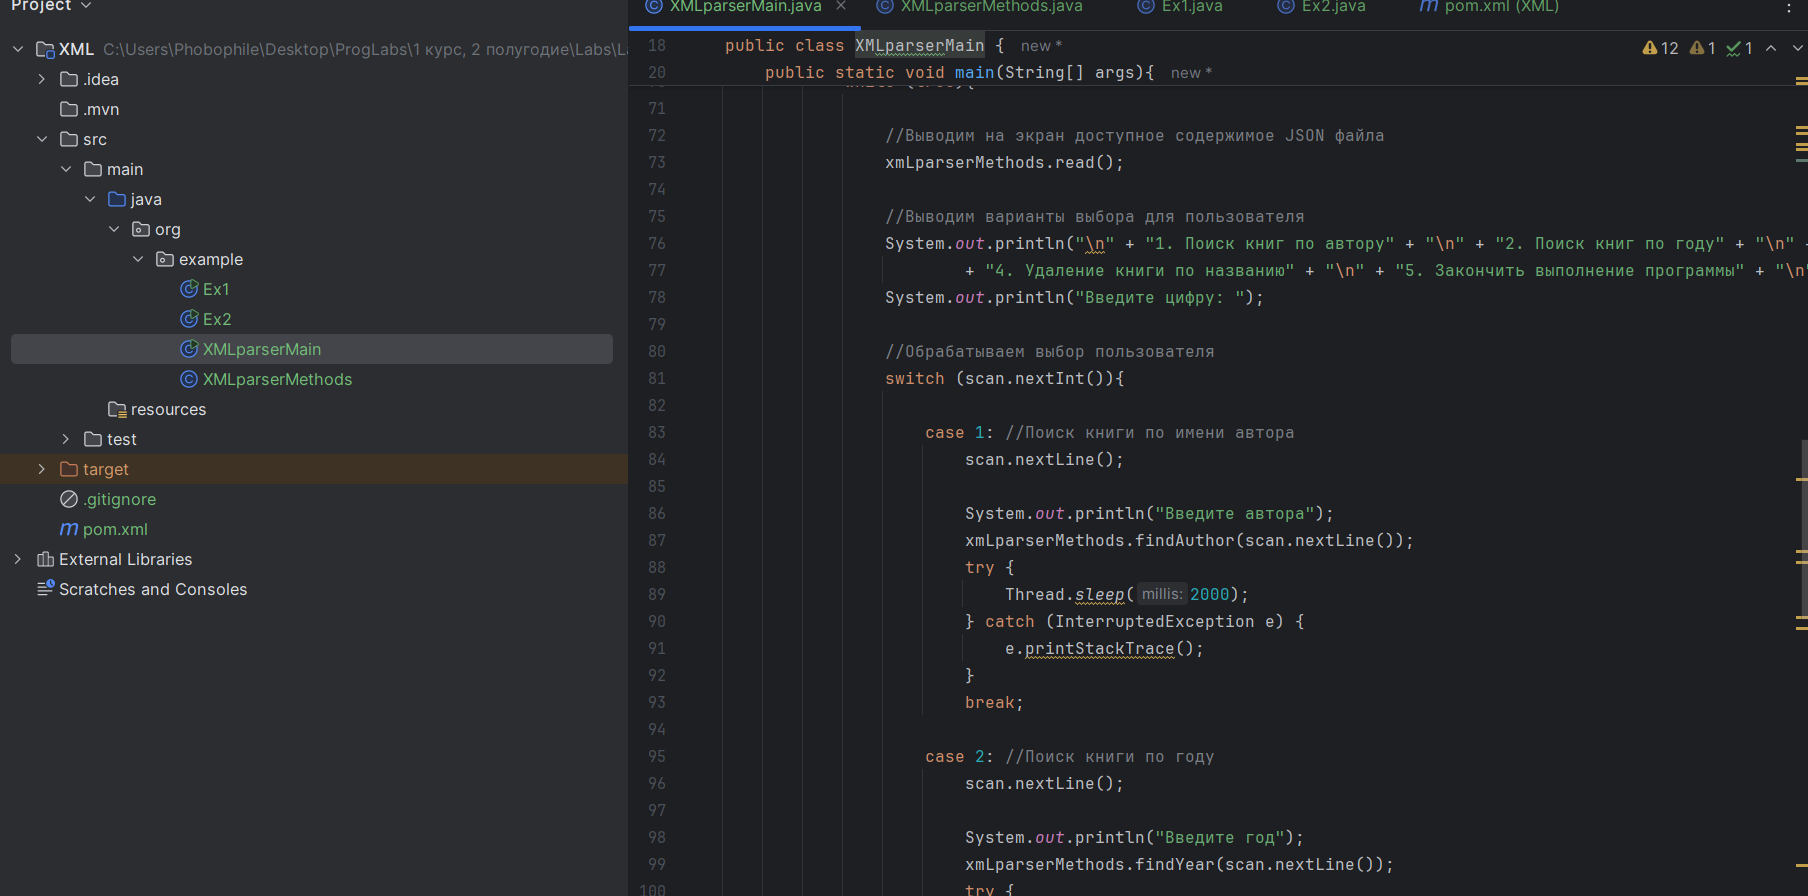 Project
XML C:\Users\Phobophile\Desktop\ProgLabs\1 курс, 2 полугодие\Labs\L
.idea
.mvn
src
main
java
org
example
Ex1
Ex2
XMLparserMain
XMLparserMethods
resources
test
target
.gitignore
pom.xml
External Libraries
Scratches and Consoles
XMLparserMain.java XMLparserMethods.java Ex1.java Ex2.java pom.xml (XML)
12 1 1
18 public class XMLparserMain { new *
20 public static void main(String[] args){ new *
71
72 //Выводим на экран доступное содержимое JSON файла
73 xmLparserMethods.read();
74
75 //Выводим варианты выбора для пользователя
76 System.out.println("\n" + "1. Поиск книг по автору" + "\n" + "2. Поиск книг по году" + "\n" +
77 + "4. Удаление книги по названию" + "\n" + "5. Закончить выполнение программы" + "\n"
78 System.out.println("Введите цифру: ");
79
80 //Обрабатываем выбор пользователя
81 switch (scan.nextInt()){
82
83 case 1: //Поиск книги по имени автора
84 scan.nextLine();
85
86 System.out.println("Введите автора");
87 xmLparserMethods.findAuthor(scan.nextLine());
88 try {
89 Thread.sleep( millis: 2000);
90 } catch (InterruptedException e) {
91 e.printStackTrace();
92 }
93 break;
94
95 case 2: //Поиск книги по году
96 scan.nextLine();
97
98 System.out.println("Введите год");
99 xmLparserMethods.findYear(scan.nextLine());
100 try {